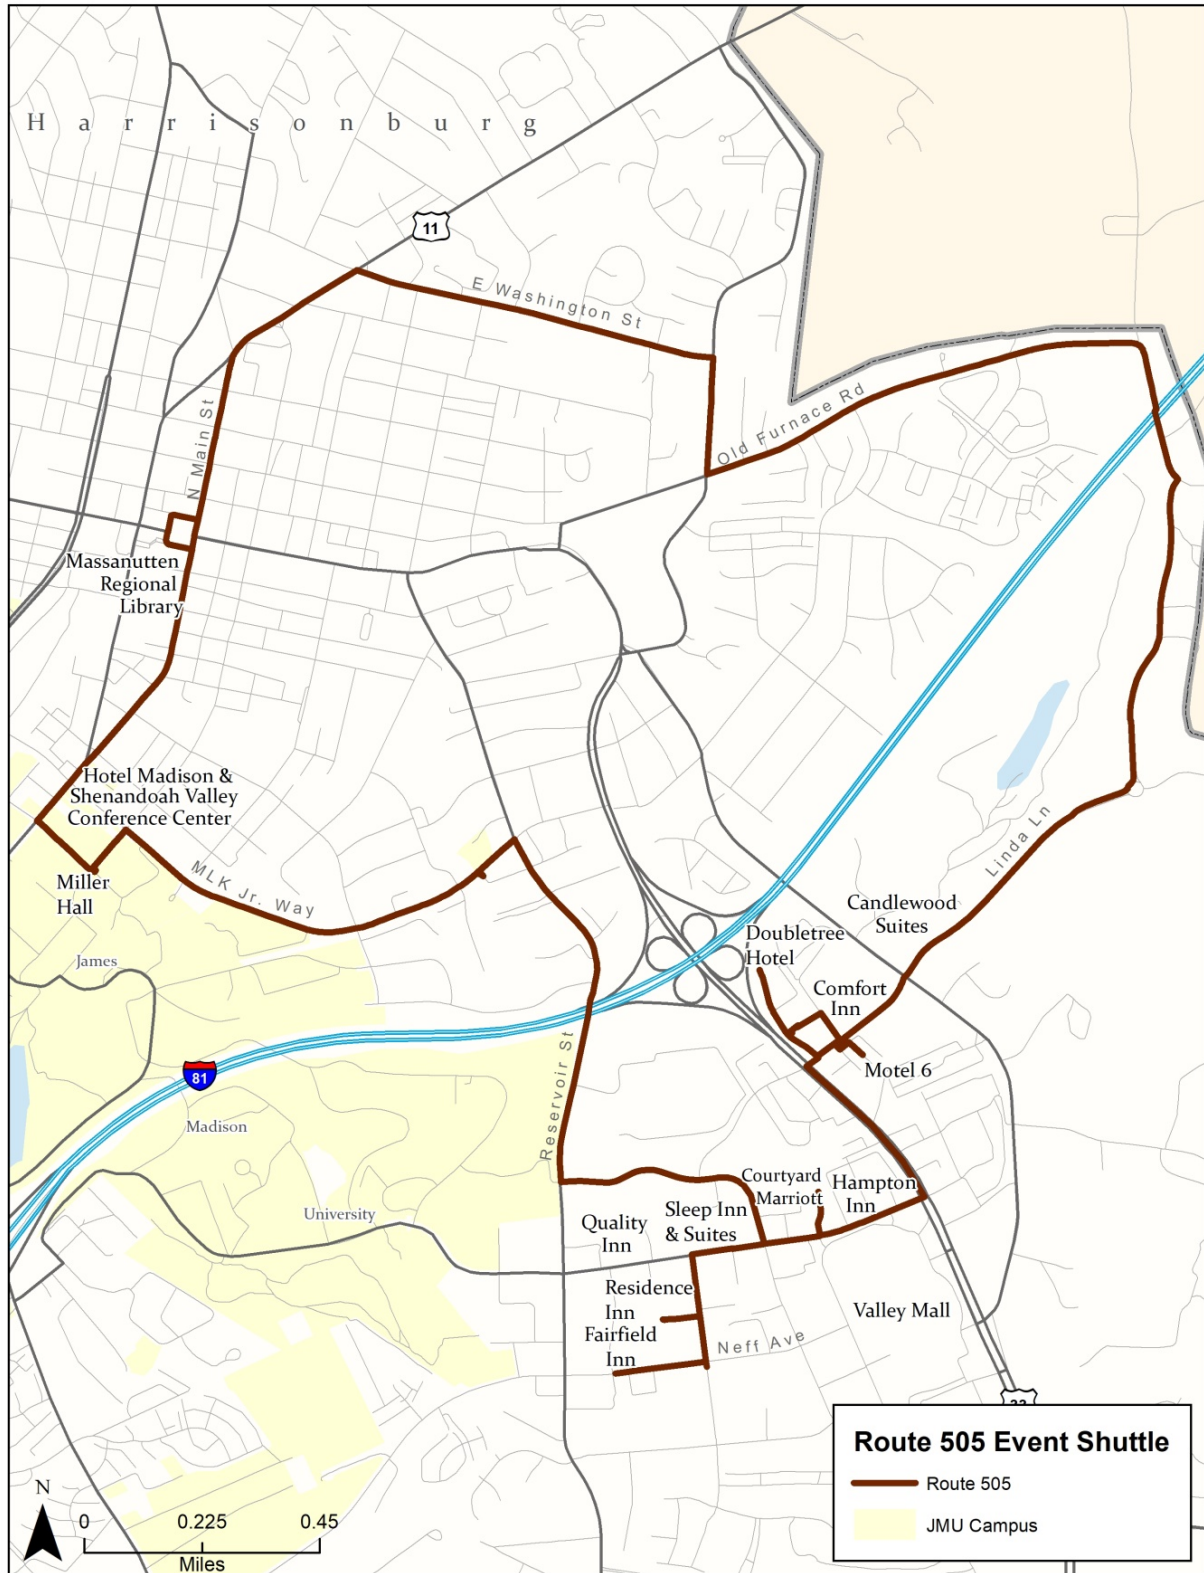 Harrisonburg
11
E Washington St
Old Furnace Rd
N Main St
Massanutten
Regional
Library
Hotel Madison &
Shenandoah Valley
Conference Center
Linda Ln
Miller
Hall
MLK Jr. Way
Candlewood
Suites
Doubletree
Hotel
James
Comfort
Inn
Motel 6
81
Reservoir St
Madison
Courtyard
Marriott
Hampton
Inn
Sleep Inn
& Suites
University
Quality
Inn
Residence
Inn
Fairfield
Inn
Valley Mall
Neff Ave
Route 505 Event Shuttle
Route 505
JMU Campus
N
0 0.225 0.45
Miles